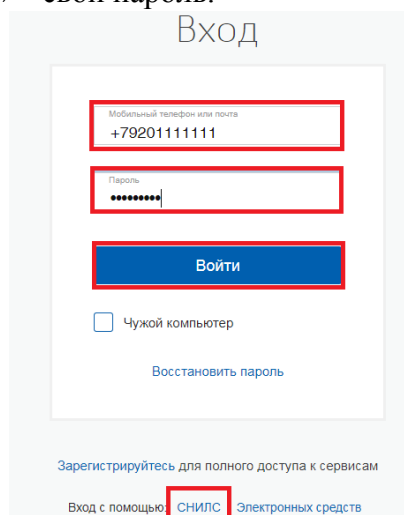 свой пароль.
Вход
Мобильный телефон или почта
+79201111111
Пароль
•••••••••
Войти
Чужой компьютер
Восстановить пароль
Зарегистрируйтесь для полного доступа к сервисам
Вход с помощью: СНИЛС Электронных средств